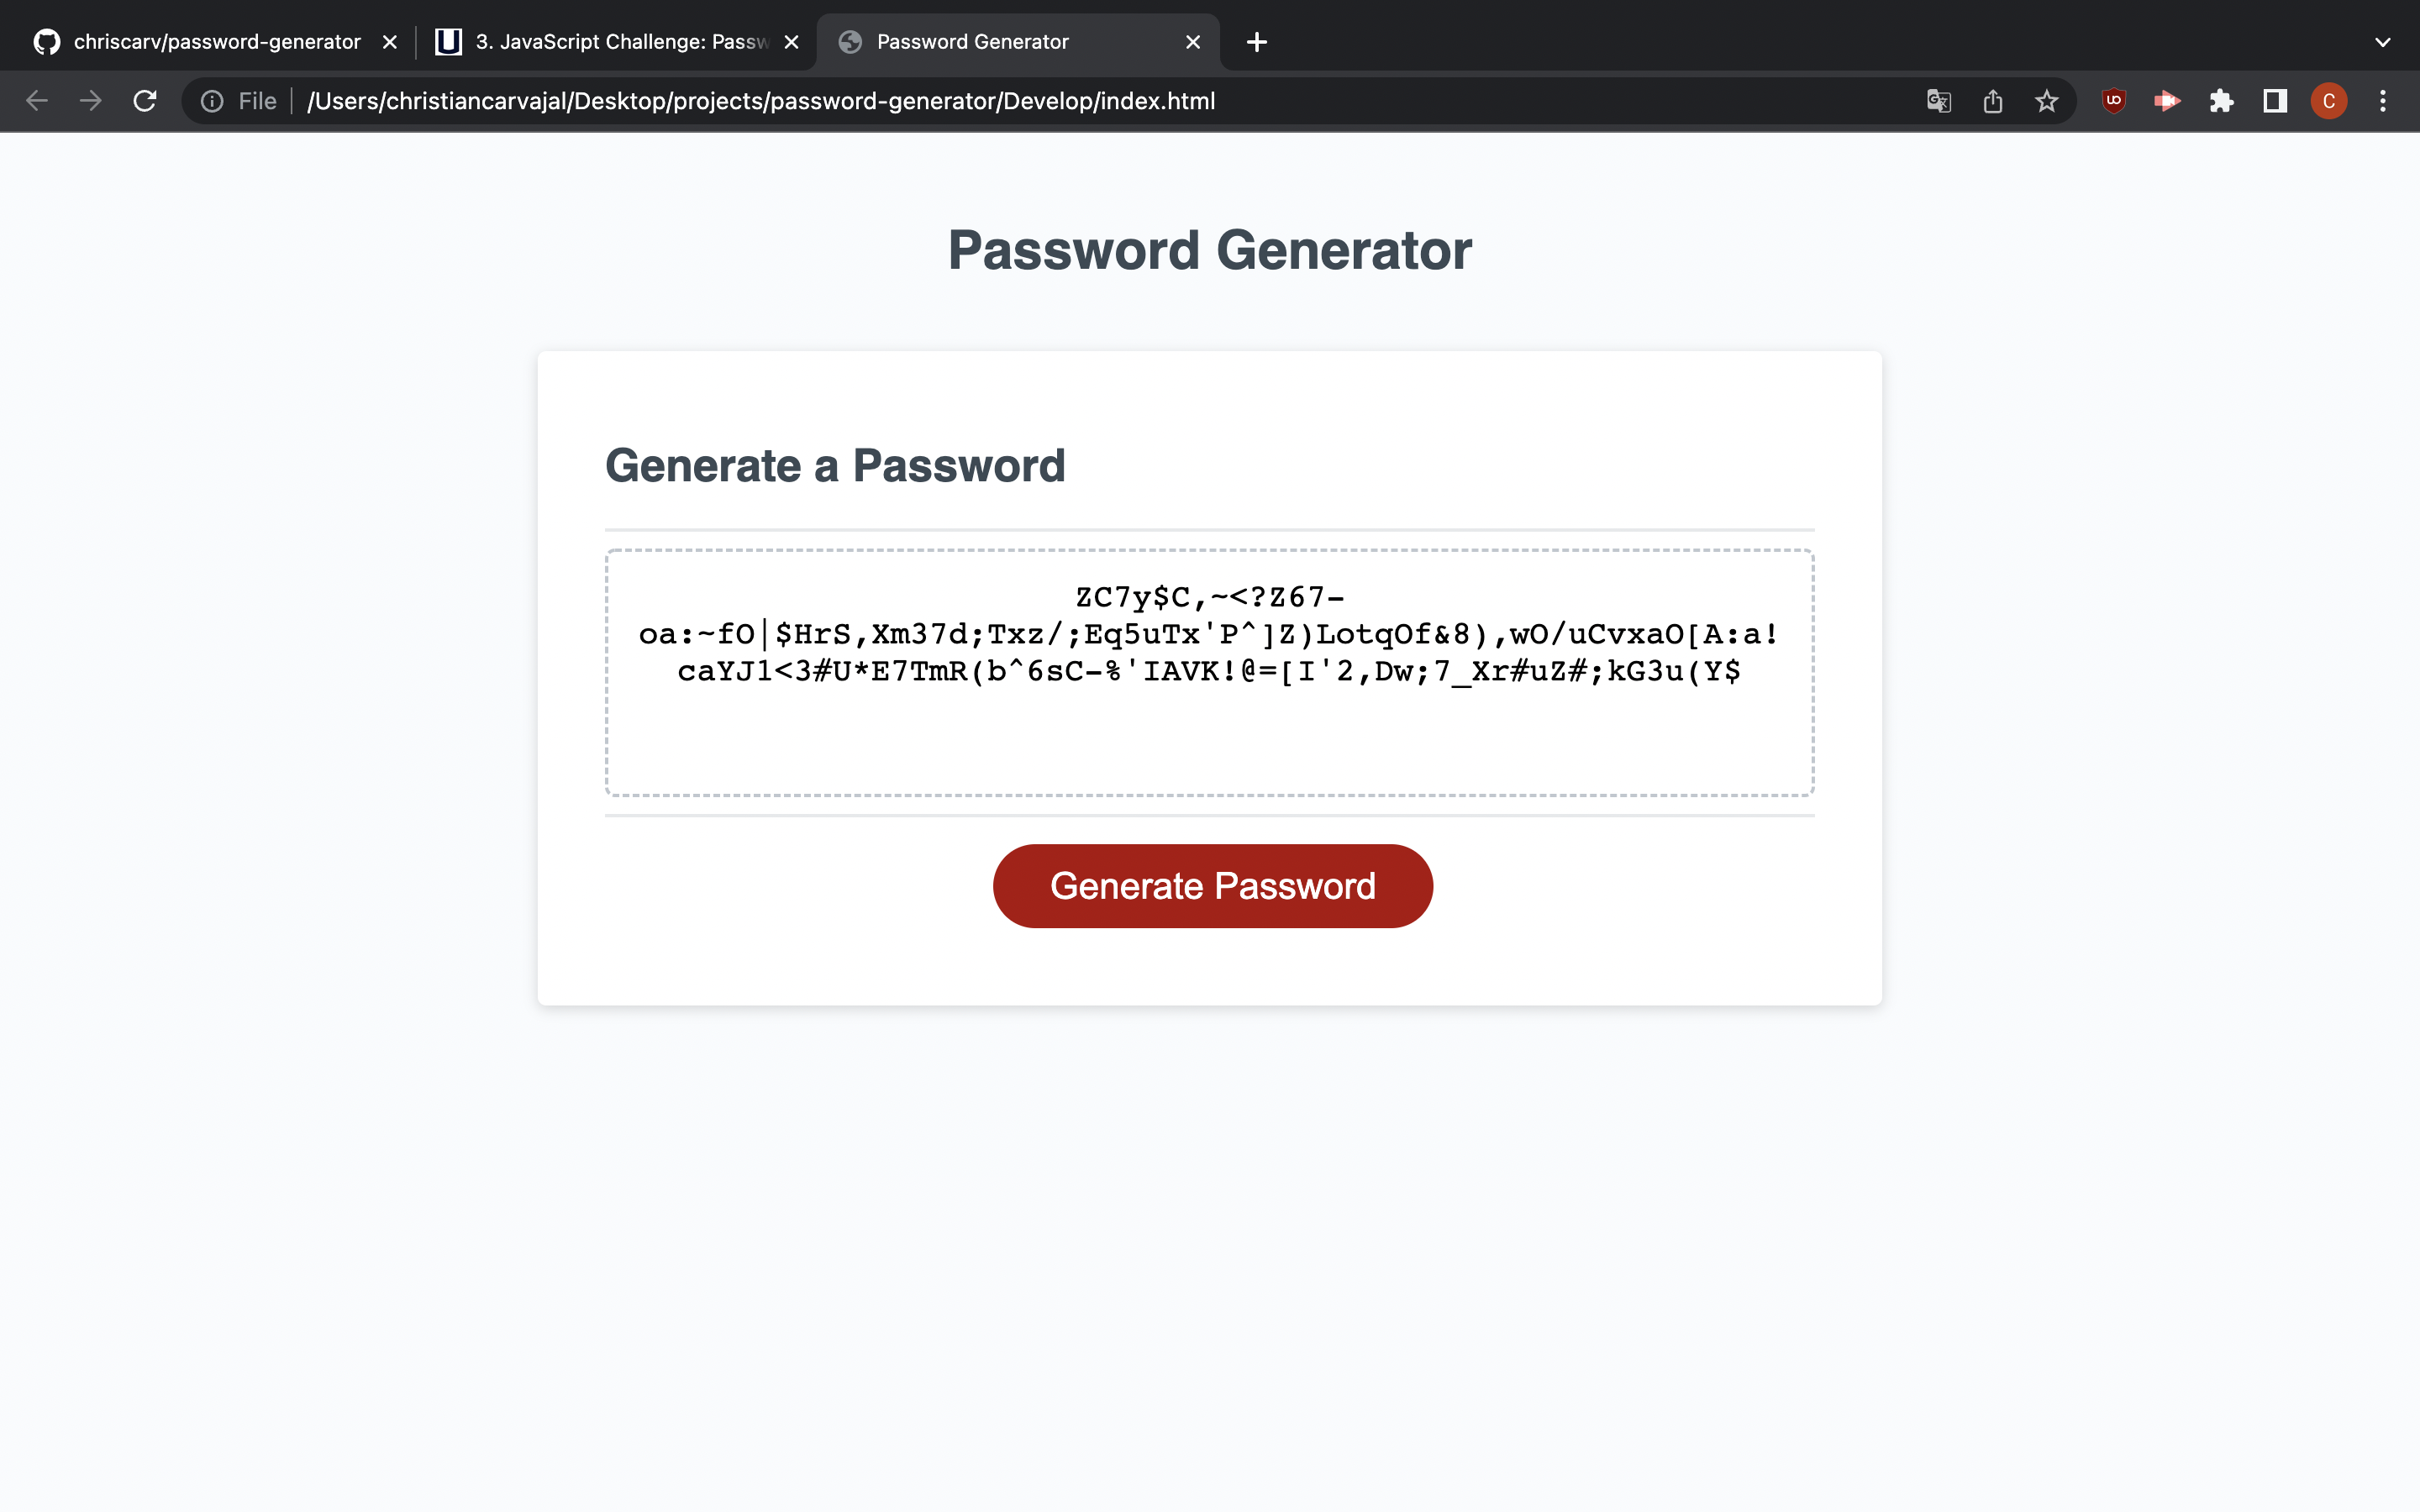 chriscarv/password-generator
3. JavaScript Challenge: Passw
Password Generator
File
/Users/christiancarvajal/Desktop/projects/password-generator/Develop/index.html
C
Password Generator
Generate a Password
ZC7y$C,~<?Z67-
oa:~fO|$HrS,Xm37d;Txz/;Eq5uTx'P^]Z)LotqOf&8),wO/uCvxaO[A:a!
caYJ1<3#U*E7TmR(b^6sC-%'IAVK!@=[I'2,Dw;7_Xr#uZ#;kG3u(Y$
Generate Password